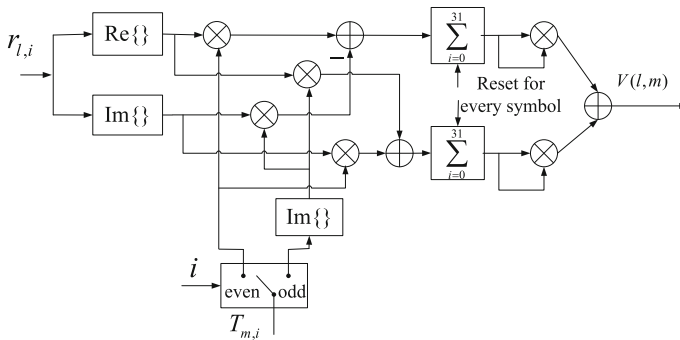 r_{l,i}
Re{}
Im{}
−
31
∑
i=0
Reset for
every symbol
31
∑
i=0
V(l,m)
Im{}
i
even odd
T_{m,i}